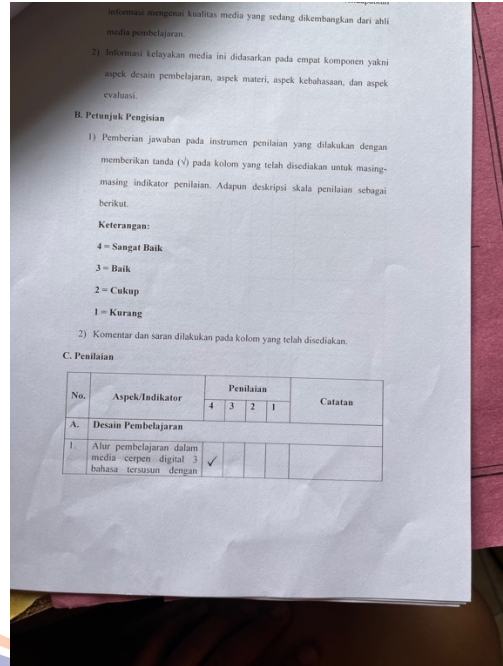 informasi mengenai kualitas media yang sedang dikembangkan dari ahli
media pembelajaran.
2) Informasi kelayakan media ini didasarkan pada empat komponen yakni
aspek desain pembelajaran, aspek materi, aspek kebahasaan, dan aspek
evaluasi.
B. Petunjuk Pengisian
1) Pemberian jawaban pada instrumen penilaian yang dilakukan dengan
memberikan tanda (√) pada kolom yang telah disediakan untuk masing-
masing indikator penilaian. Adapun deskripsi skala penilaian sebagai
berikut.
Keterangan:
4 = Sangat Baik
3 = Baik
2 = Cukup
1 = Kurang
2) Komentar dan saran dilakukan pada kolom yang telah disediakan.
C. Penilaian
No. Aspek/Indikator Penilaian Catatan
4 3 2 1
A. Desain Pembelajaran
1. Alur pembelajaran dalam
media cerpen digital 3 ✓
bahasa tersusun dengan